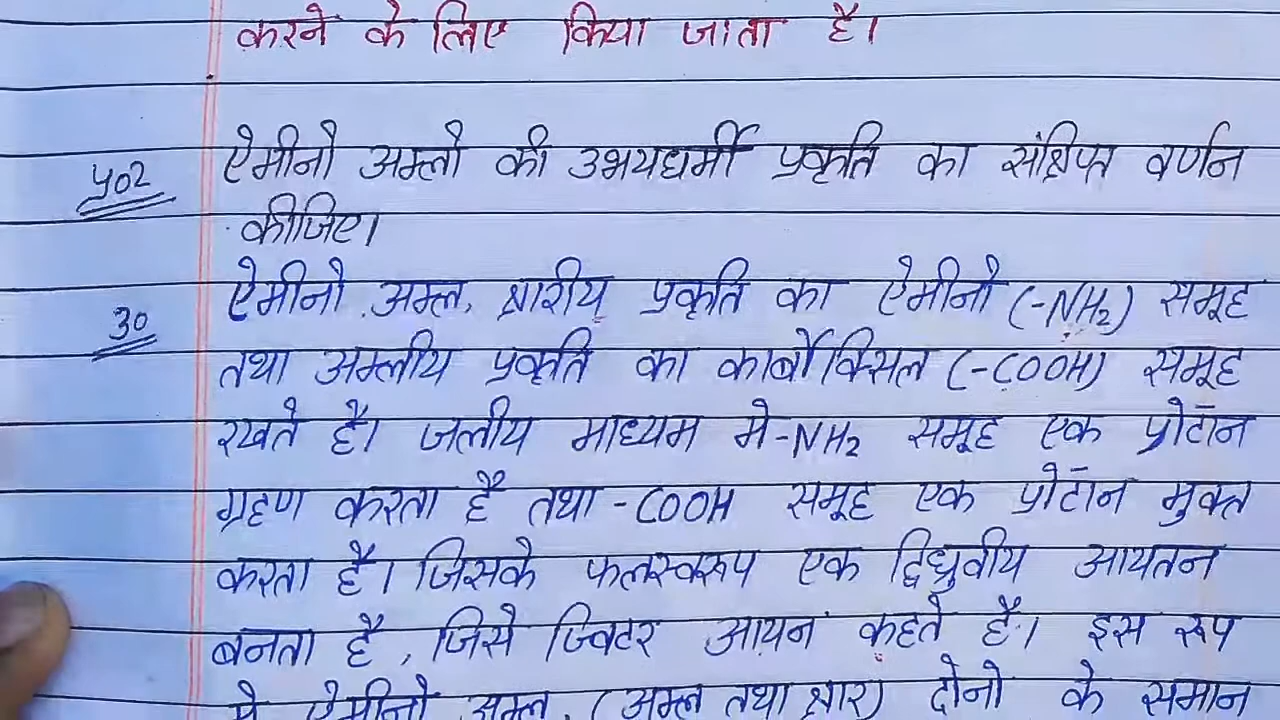 करने के लिए किया जाता है।
प्र02 ऐमीनो अम्लो की उभयधर्मी प्रकृति का संक्षिप्त वर्णन
कीजिए।
उ0 ऐमीनो अम्ल, क्षारीय प्रकृति का ऐमीनो (-NH₂) समूह
तथा अम्लीय प्रकृति का कार्बोक्सिल (-COOH) समूह
रखते है। जलीय माध्यम मे -NH₂ समूह एक प्रोटॉन
ग्रहण करता है तथा -COOH समूह एक प्रोटॉन मुक्त
करता है। जिसके फलस्वरूप एक द्विध्रुवीय आयतन
बनता है, जिसे ज्विटर आयन कहते है। इस रूप
मे ऐमीनो अम्ल, (अम्ल तथा क्षार) दोनो के समान